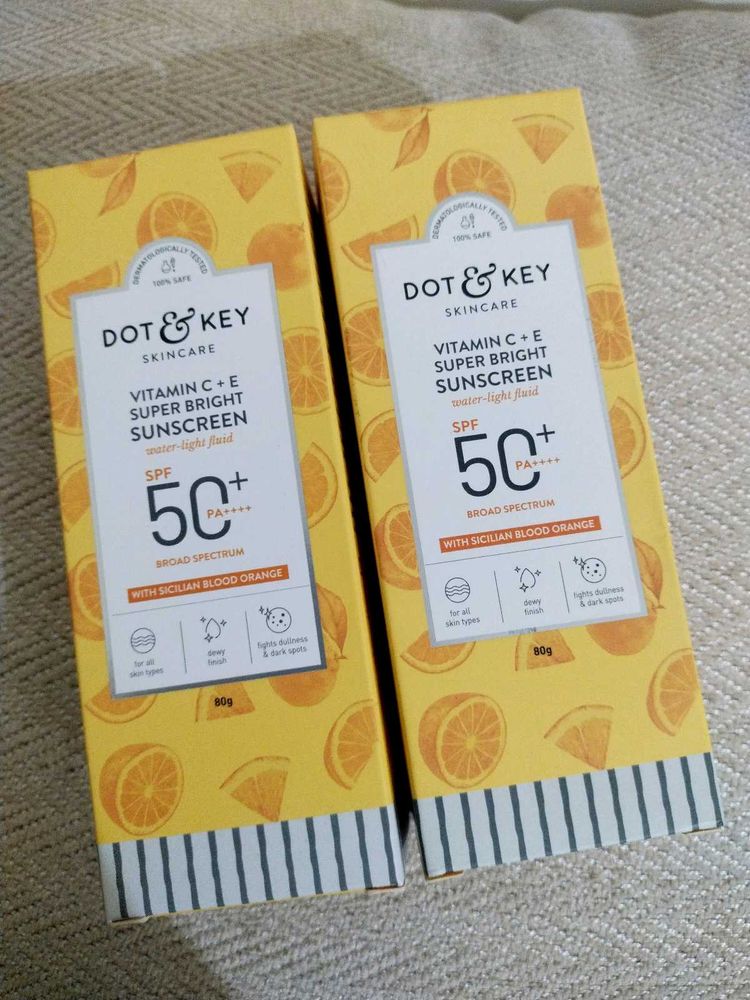 DERMATOLOGICALLY TESTED
100% SAFE
DOT & KEY
SKINCARE
VITAMIN C + E
SUPER BRIGHT
SUNSCREEN
water-light fluid
SPF
50+
PA++++
BROAD SPECTRUM
WITH SICILIAN BLOOD ORANGE
for all
skin types
dewy
finish
fights dullness
& dark spots
80g
DERMATOLOGICALLY TESTED
100% SAFE
DOT & KEY
SKINCARE
VITAMIN C + E
SUPER BRIGHT
SUNSCREEN
water-light fluid
SPF
50+
PA++++
BROAD SPECTRUM
WITH SICILIAN BLOOD ORANGE
for all
skin types
dewy
finish
fights dullness
& dark spots
80g